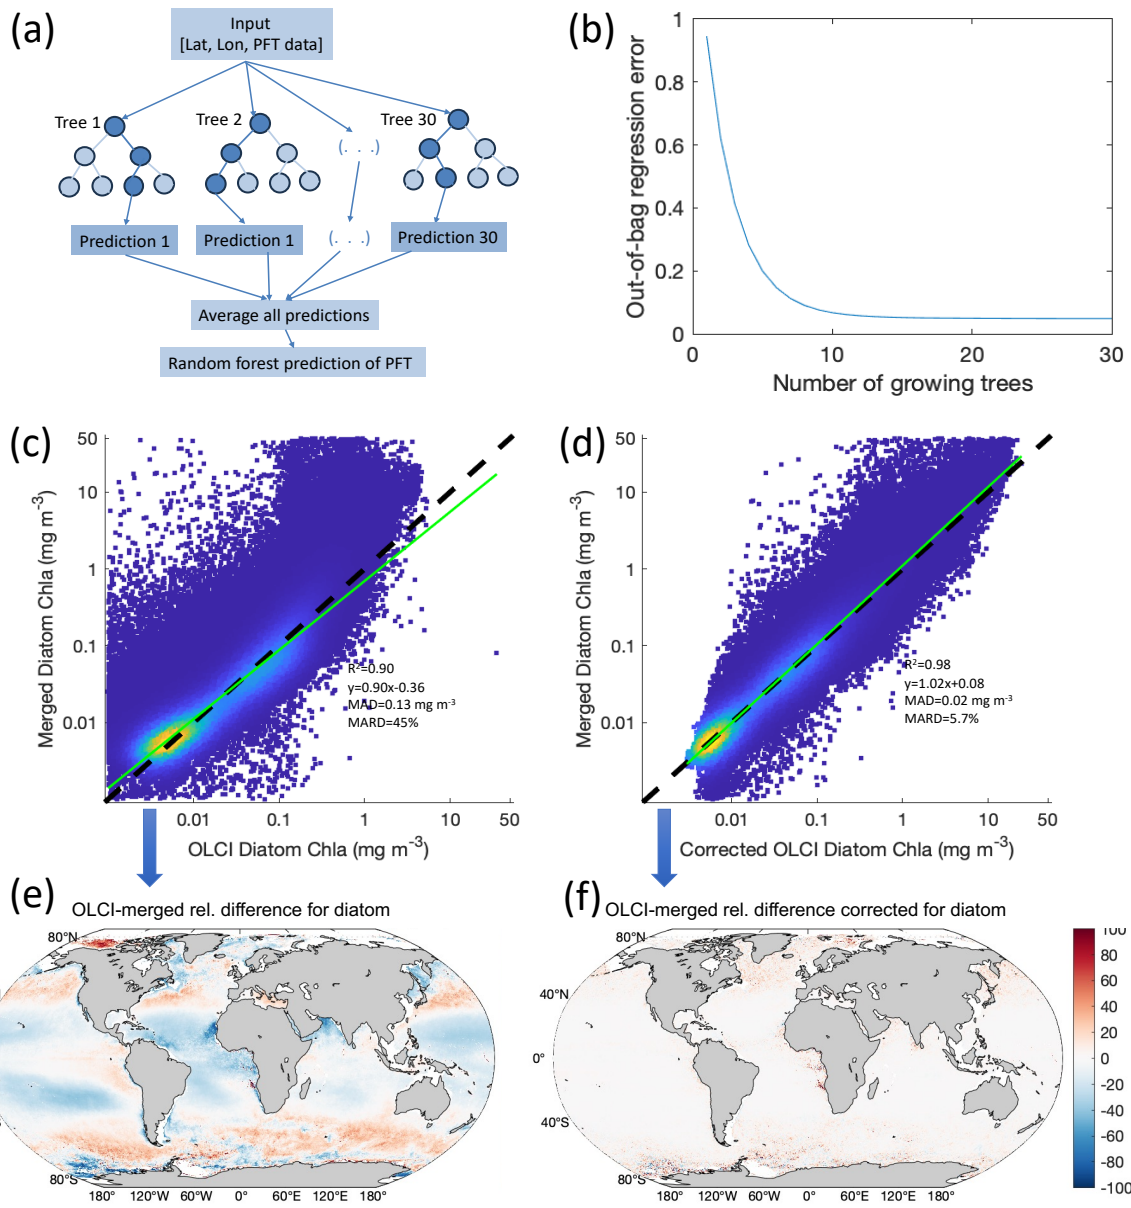 (a)
Input
[Lat, Lon, PFT data]
Tree 1
Tree 2
Tree 30
(. . .)
Prediction 1
Prediction 1
(. . .)
Prediction 30
Average all predictions
Random forest prediction of PFT
(b)
Out-of-bag regression error
1
0.8
0.6
0.4
0.2
0
0
10
20
30
Number of growing trees
(c)
Merged Diatom Chla (mg m⁻³)
50
10
1
0.1
0.01
R²=0.90
y=0.90x-0.36
MAD=0.13 mg m⁻³
MARD=45%
0.01
0.1
1
10
50
OLCI Diatom Chla (mg m⁻³)
(d)
Merged Diatom Chla (mg m⁻³)
50
10
1
0.1
0.01
R²=0.98
y=1.02x+0.08
MAD=0.02 mg m⁻³
MARD=5.7%
0.01
0.1
1
10
50
Corrected OLCI Diatom Chla (mg m⁻³)
(e)
OLCI-merged rel. difference for diatom
80°N
80°S
180°
120°W
60°W
0°
60°E
120°E
180°
(f)
OLCI-merged rel. difference corrected for diatom
80°N
40°N
0°
40°S
80°S
180°
120°W
60°W
0°
60°E
120°E
180°
100
80
60
40
20
0
-20
-40
-60
-80
-100